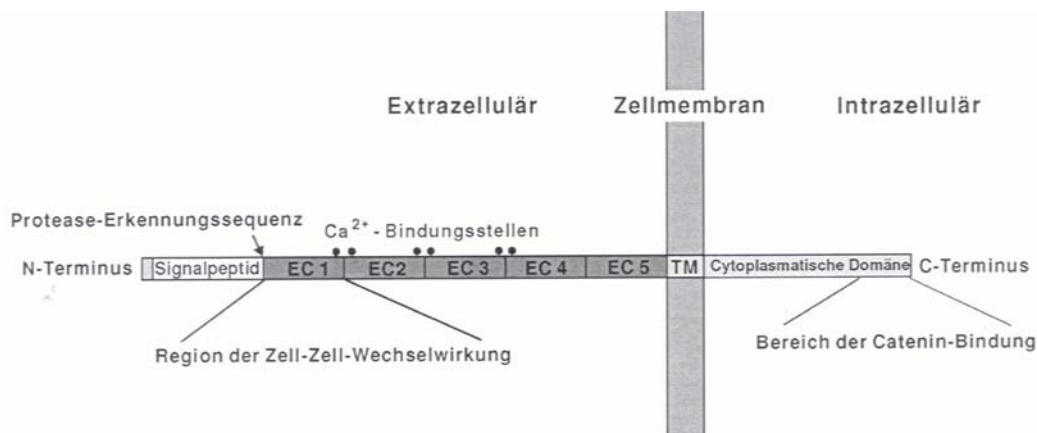 Extrazellulär Zellmembran Intrazellulär
Protease-Erkennungssequenz
Ca²⁺ - Bindungsstellen
N-Terminus Signalpeptid EC 1 EC2 EC 3 EC 4 EC 5 TM Cytoplasmatische Domäne C-Terminus
Region der Zell-Zell-Wechselwirkung
Bereich der Catenin-Bindung